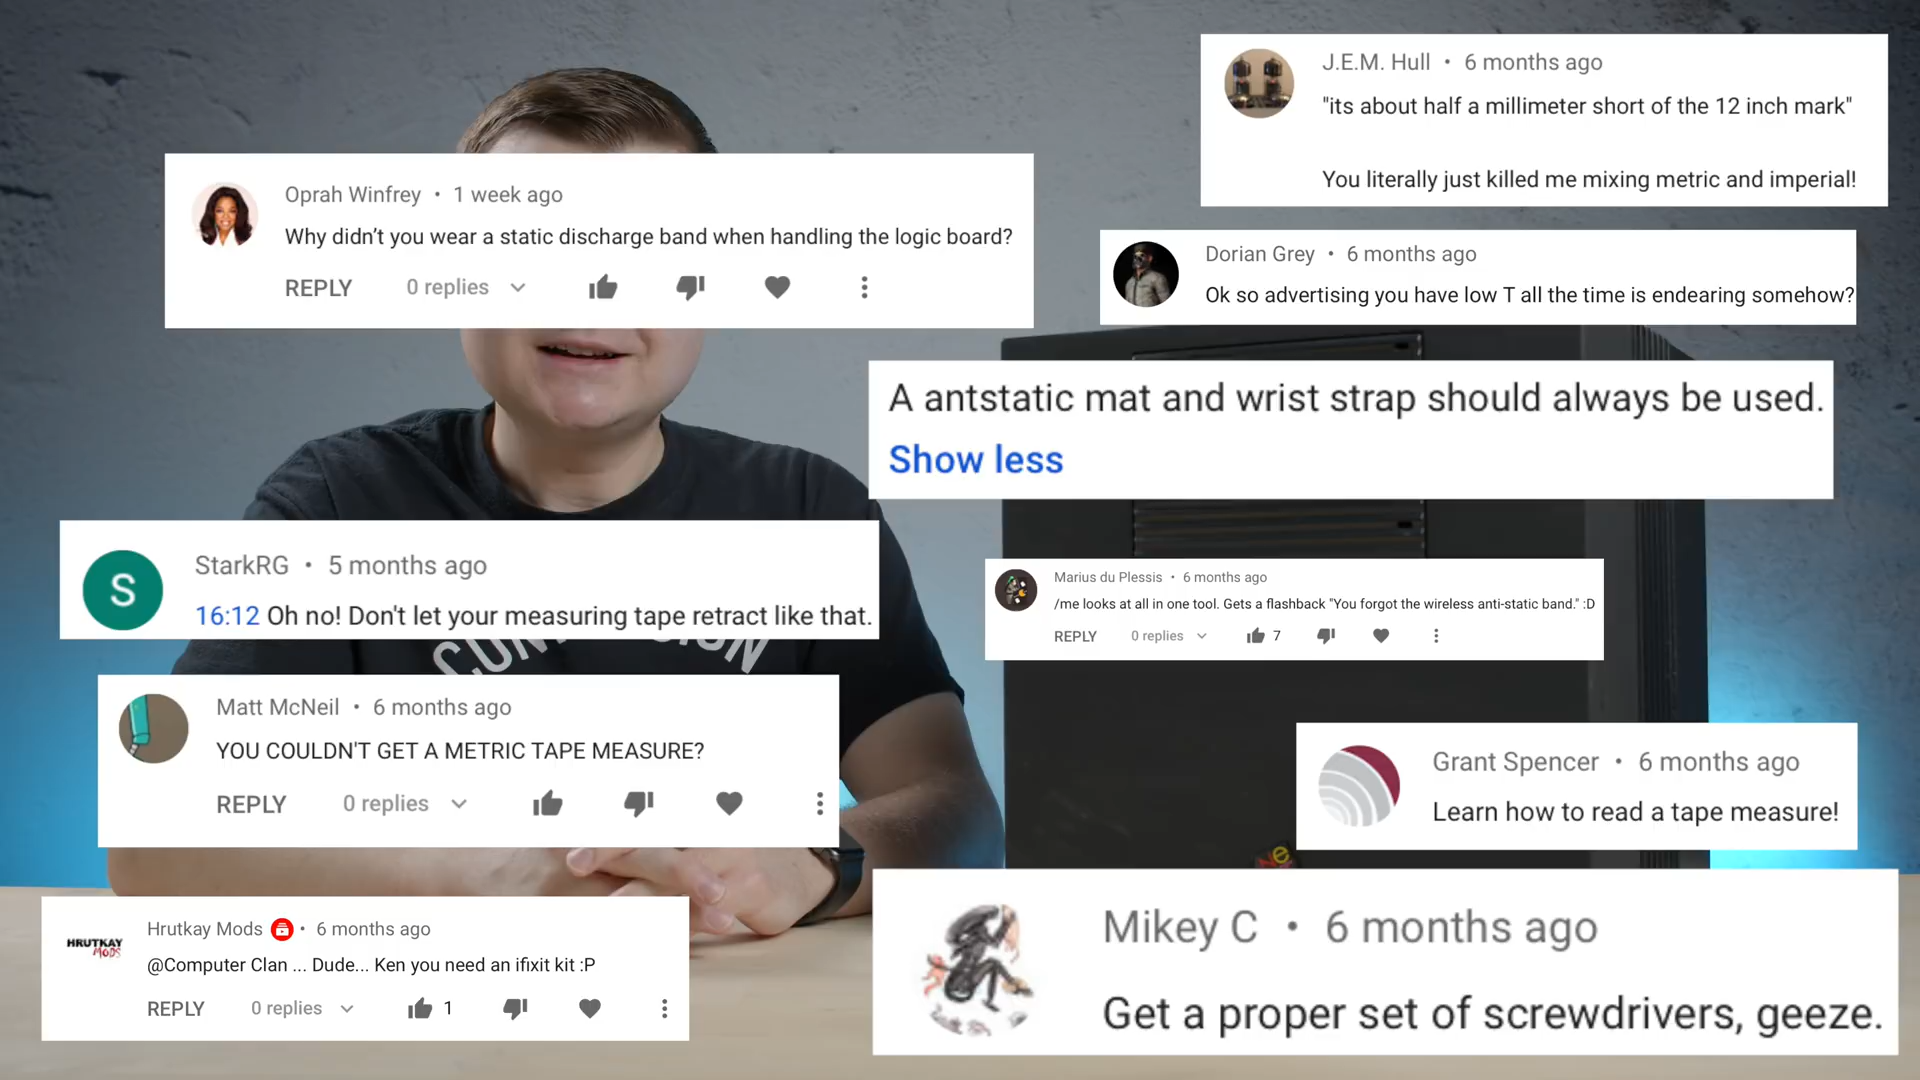 J.E.M. Hull • 6 months ago
"its about half a millimeter short of the 12 inch mark"
You literally just killed me mixing metric and imperial!
Oprah Winfrey • 1 week ago
Why didn't you wear a static discharge band when handling the logic board?
REPLY 0 replies
Dorian Grey • 6 months ago
Ok so advertising you have low T all the time is endearing somehow?
A antstatic mat and wrist strap should always be used.
Show less
S
StarkRG • 5 months ago
16:12 Oh no! Don't let your measuring tape retract like that.
Marius du Plessis • 6 months ago
/me looks at all in one tool. Gets a flashback "You forgot the wireless anti-static band." :D
REPLY 0 replies 7
Matt McNeil • 6 months ago
YOU COULDN'T GET A METRIC TAPE MEASURE?
REPLY 0 replies
Grant Spencer • 6 months ago
Learn how to read a tape measure!
HRUTKAY
MODS
Hrutkay Mods • 6 months ago
@Computer Clan ... Dude... Ken you need an ifixit kit :P
REPLY 0 replies 1
Mikey C • 6 months ago
Get a proper set of screwdrivers, geeze.